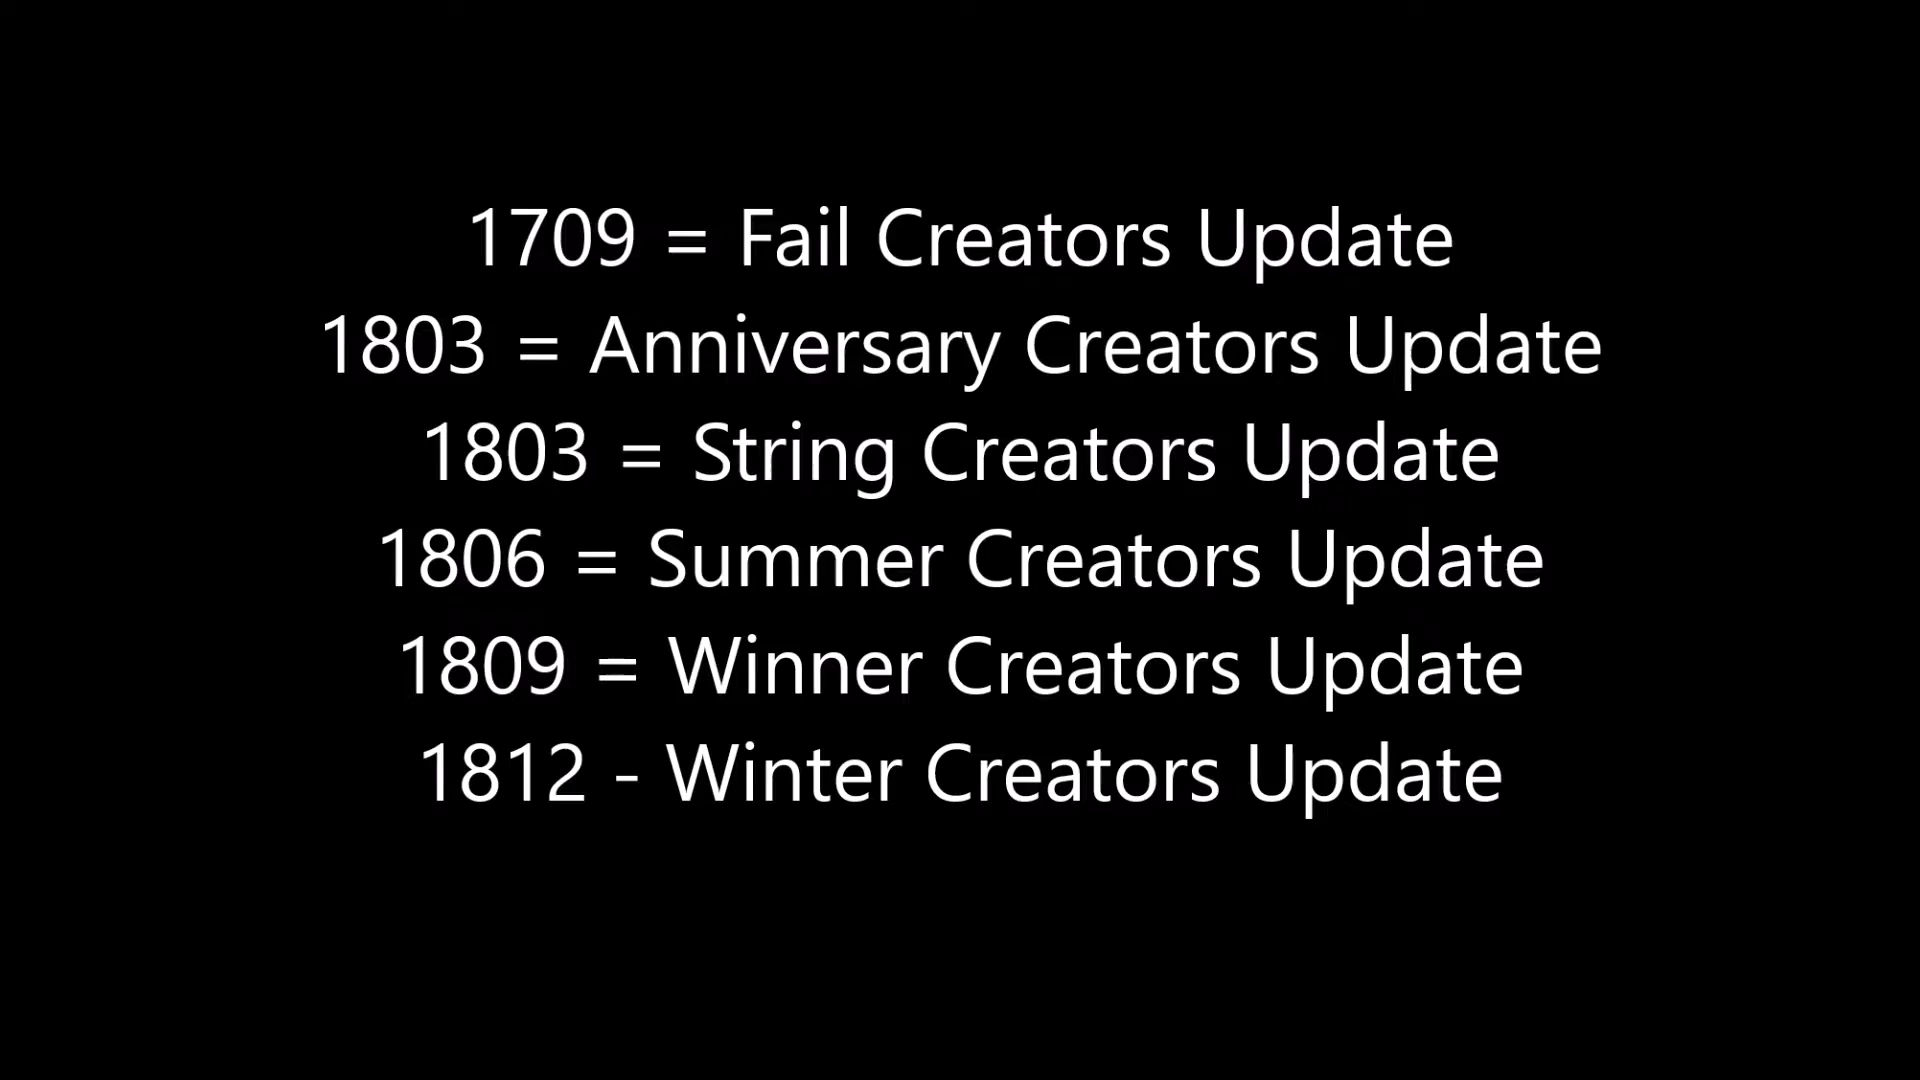 1709 = Fail Creators Update
1803 = Anniversary Creators Update
1803 = String Creators Update
1806 = Summer Creators Update
1809 = Winner Creators Update
1812 - Winter Creators Update